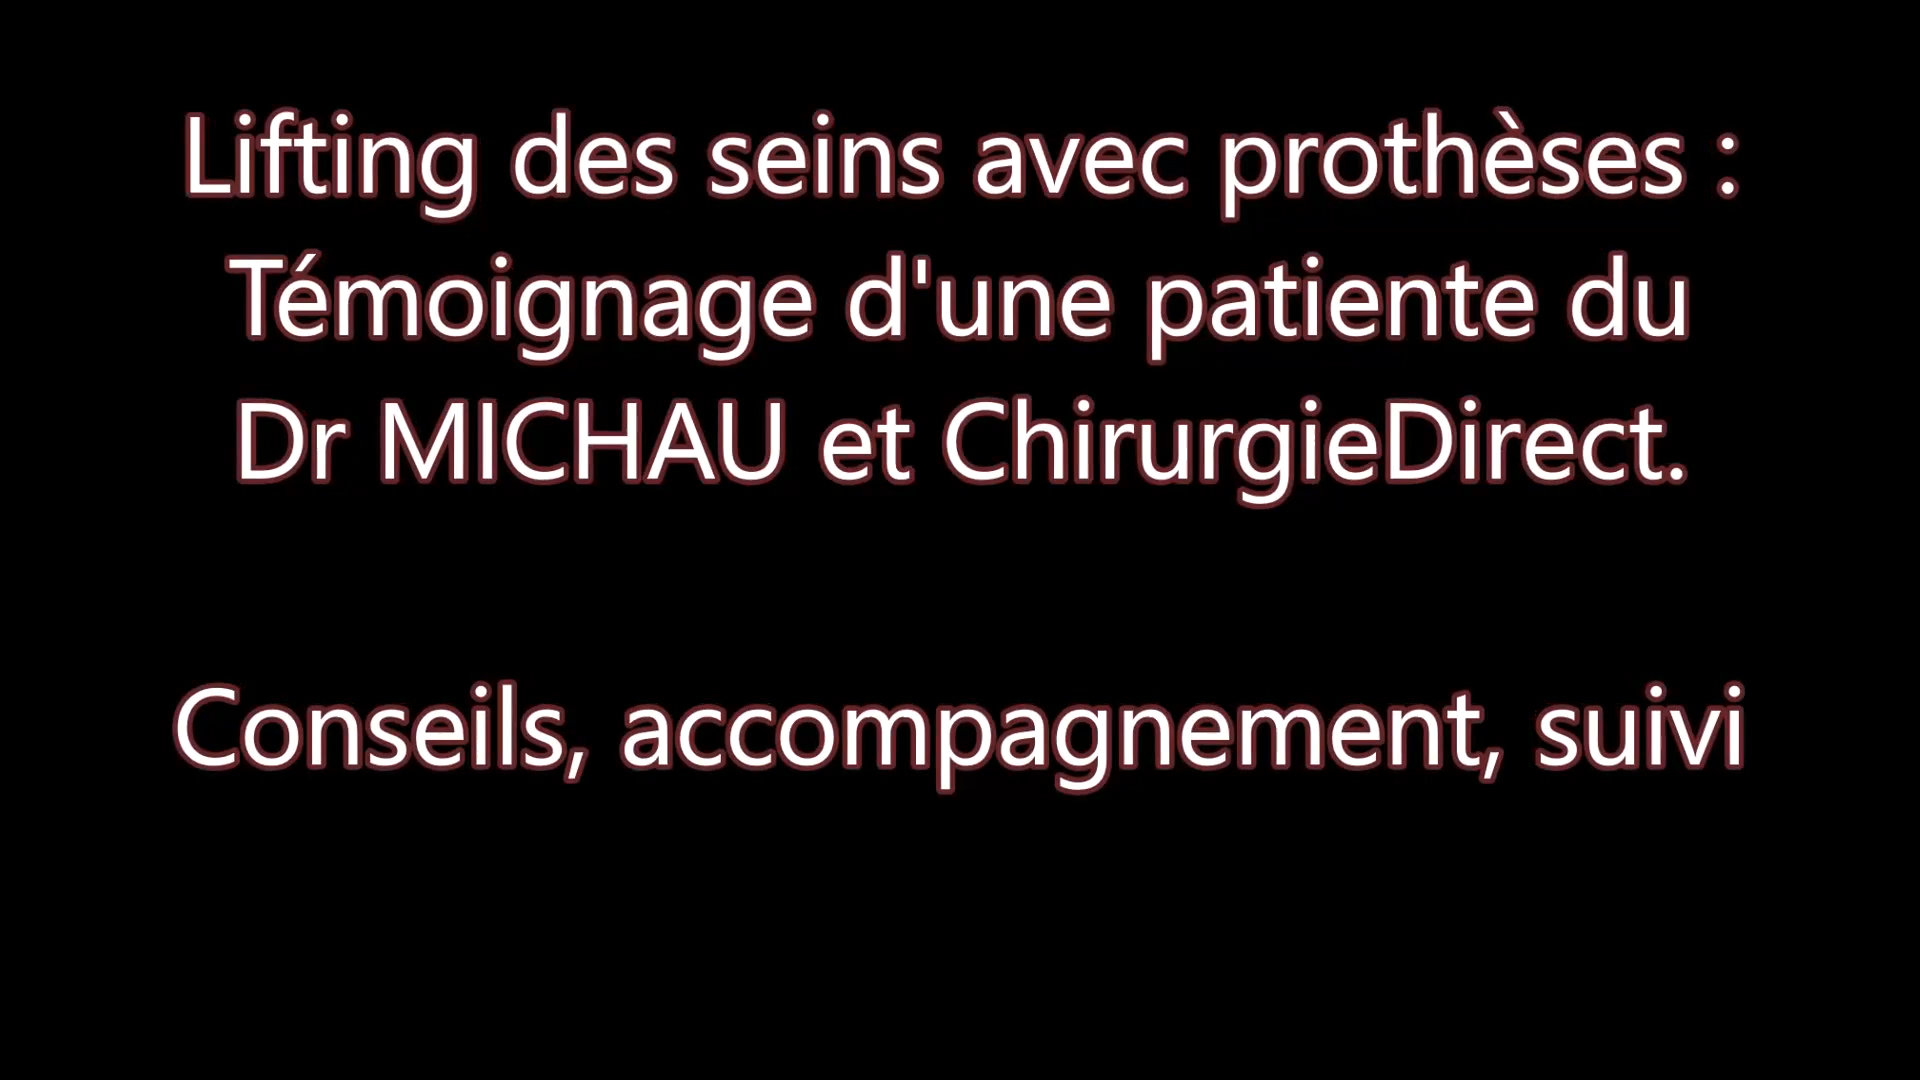 Lifting des seins avec prothèses :
Témoignage d'une patiente du
Dr MICHAU et ChirurgieDirect.
Conseils, accompagnement, suivi